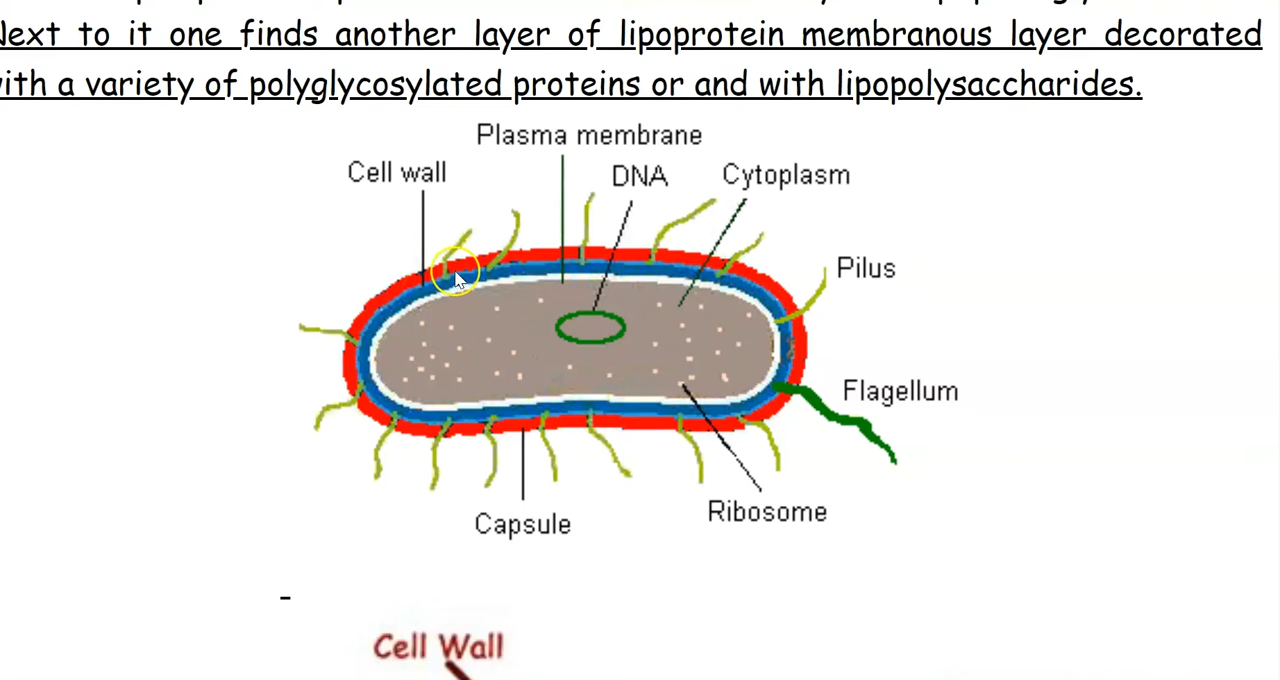 Next to it one finds another layer of lipoprotein membranous layer decorated
with a variety of polyglycosylated proteins or and with lipopolysaccharides.
Plasma membrane
Cell wall
DNA
Cytoplasm
Pilus
Flagellum
Ribosome
Capsule
-
Cell Wall